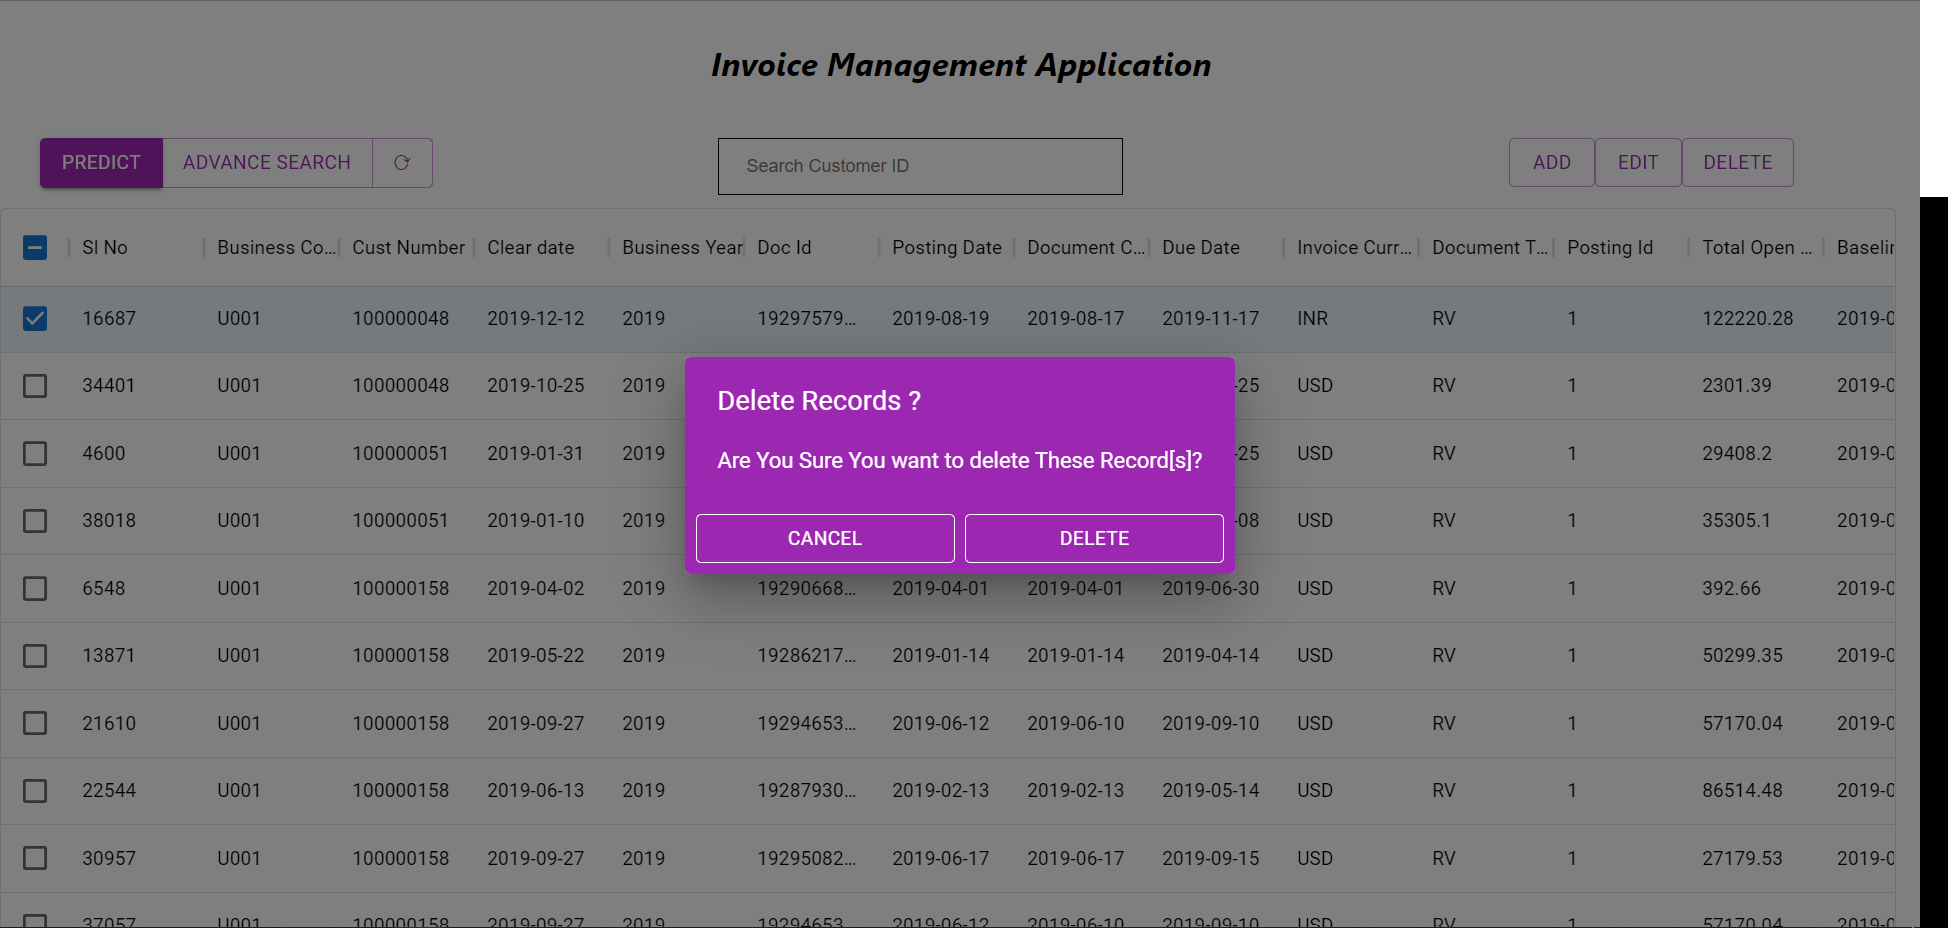 Invoice Management Application
PREDICT ADVANCE SEARCH Search Customer ID ADD EDIT DELETE
Sl No Business Co... Cust Number Clear date Business Year Doc Id Posting Date Document C... Due Date Invoice Curr... Document T... Posting Id Total Open ... Baselin
16687 U001 100000048 2019-12-12 2019 19297579... 2019-08-19 2019-08-17 2019-11-17 INR RV 1 122220.28 2019-0
34401 U001 100000048 2019-10-25 2019 -25 USD RV 1 2301.39 2019-0
4600 U001 100000051 2019-01-31 2019 -25 USD RV 1 29408.2 2019-0
38018 U001 100000051 2019-01-10 2019 -08 USD RV 1 35305.1 2019-0
6548 U001 100000158 2019-04-02 2019 19290668... 2019-04-01 2019-04-01 2019-06-30 USD RV 1 392.66 2019-0
13871 U001 100000158 2019-05-22 2019 19286217... 2019-01-14 2019-01-14 2019-04-14 USD RV 1 50299.35 2019-0
21610 U001 100000158 2019-09-27 2019 19294653... 2019-06-12 2019-06-10 2019-09-10 USD RV 1 57170.04 2019-0
22544 U001 100000158 2019-06-13 2019 19287930... 2019-02-13 2019-02-13 2019-05-14 USD RV 1 86514.48 2019-0
30957 U001 100000158 2019-09-27 2019 19295082... 2019-06-17 2019-06-17 2019-09-15 USD RV 1 27179.53 2019-0
37057 U001 100000158 2019-09-27 2019 19294653... 2019-06-12 2019-06-10 2019-09-10 USD RV 1 57170.04 2019-0
Delete Records ?
Are You Sure You want to delete These Record[s]?
CANCEL DELETE